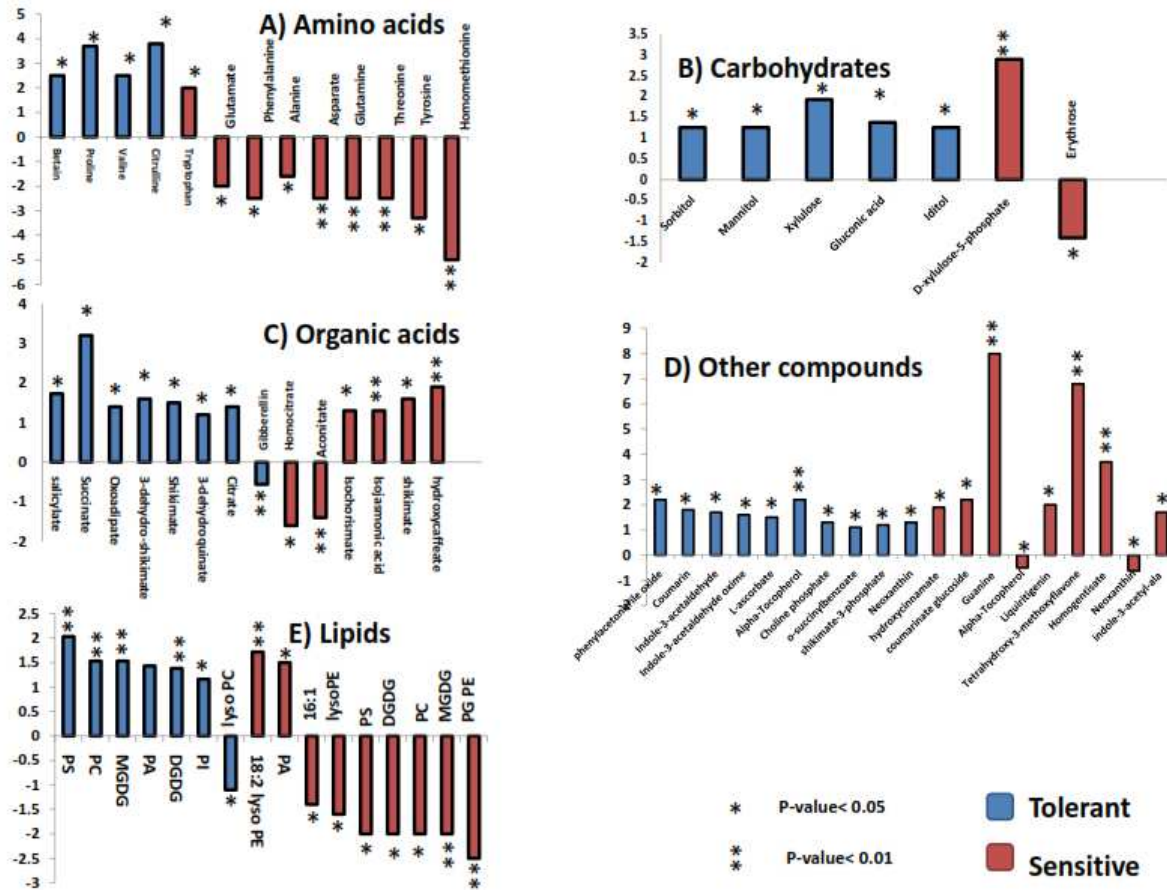 A) Amino acids
5
4
3
2
1
0
-1
-2
-3
-4
-5
-6
*
*
*
*
*
*
*
*
**
**
**
*
**
Betain
Proline
Valine
Citrulline
Tryptophan
Glutamate
Phenylalanine
Alanine
Asparate
Glutamine
Threonine
Tyrosine
Homomethionine
B) Carbohydrates
3.5
3
2.5
2
1.5
1
0.5
0
-0.5
-1
-1.5
-2
*
*
*
*
*
**
*
Sorbitol
Mannitol
Xylulose
Gluconic acid
Iditol
D-xylulose-5-phosphate
Erythrose
C) Organic acids
4
3
2
1
0
-1
-2
*
*
*
*
*
*
*
**
*
**
*
**
*
**
salicylate
Succinate
Oxoadipate
3-dehydro-shikimate
Shikimate
3-dehydroquinate
Citrate
Gibberellin
Homocitrate
Aconitate
Isochorismate
Isojasmonic acid
shikimate
hydroxycaffeate
D) Other compounds
9
8
7
6
5
4
3
2
1
0
-1
*
*
*
*
*
**
*
*
*
*
*
*
**
*
*
**
**
*
*
phenylacetonitrile oxide
Coumarin
Indole-3-acetaldehyde
Indole-3-acetaldehyde oxime
L-ascorbate
Alpha-Tocopherol
Choline phosphate
o-succinylbenzoate
shikimate-3-phosphate
Neoxanthin
hydroxycinnamate
coumarinate glucoside
Guanine
Alpha-Tocopherol
Liquiritigenin
Tetrahydroxy-3-methoxyflavone
Homogentisate
Neoxanthin
indole-3-acetyl-ala
E) Lipids
2.5
2
1.5
1
0.5
0
-0.5
-1
-1.5
-2
-2.5
-3
**
**
**
**
*
*
**
*
*
*
*
*
*
**
**
PS
PC
MGDG
PA
DGDG
PI
lyso PC
18:2 lyso PE
PA
16:1
lysoPE
PS
DGDG
PC
MGDG
PG PE
* P-value< 0.05
** P-value< 0.01
Tolerant
Sensitive